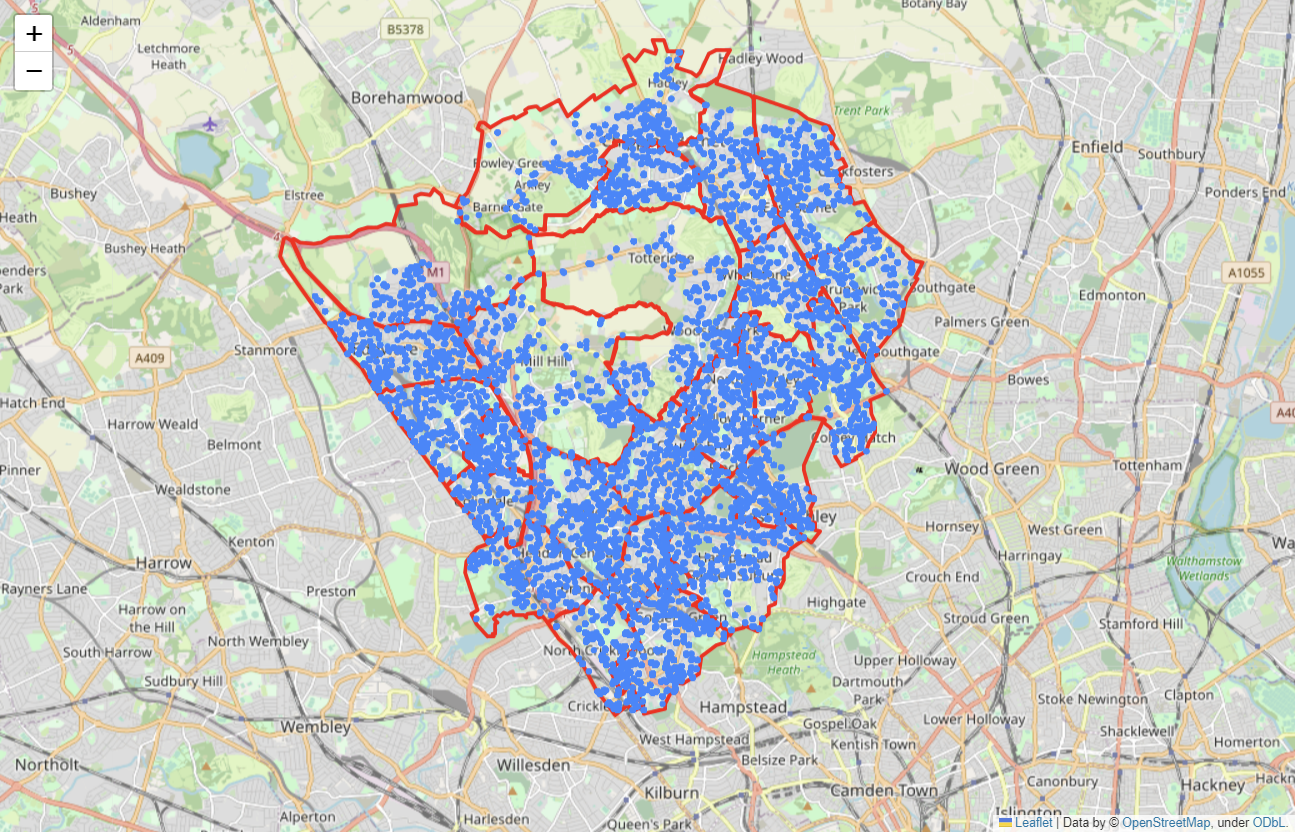 +
−
Aldenham
B5378
Botany Bay
5
5
Letchmore
Heath
Hadley Wood
Hadley
Borehamwood
Trent Park
Enfield
Southbury
Rowley Green
Arkley
Bushey
Elstree
Ponders End
Barnet Gate
Heath
4
Bushey Heath
Totteridge
M1
Whetstone
A1055
Southgate
Edmonton
Brunswick
Park
Palmers Green
A409
Stanmore
Mill Hill
Bowes
Hatch End
Harrow Weald
Belmont
Colney Hatch
Wood Green
Tottenham
Pinner
Wealdstone
Kenton
Hornsey
West Green
Harrow
Harringay
Walthamstow
Wetlands
Rayners Lane
Preston
Crouch End
Highgate
Stroud Green
Stamford Hill
Harrow on
the Hill
North Wembley
South Harrow
Hampstead
Heath
Upper Holloway
Sudbury Hill
Dartmouth
Park
Stoke Newington
Clapton
Hampstead
Lower Holloway
Gospel Oak
Shacklewell
Wembley
West Hampstead
Kentish Town
Homerton
Belsize Park
Northolt
Willesden
Canonbury
Hackney
Kilburn
Camden Town
Alperton
Harlesden
Queen's Park
Islington
Leaflet | Data by © OpenStreetMap, under ODbL.